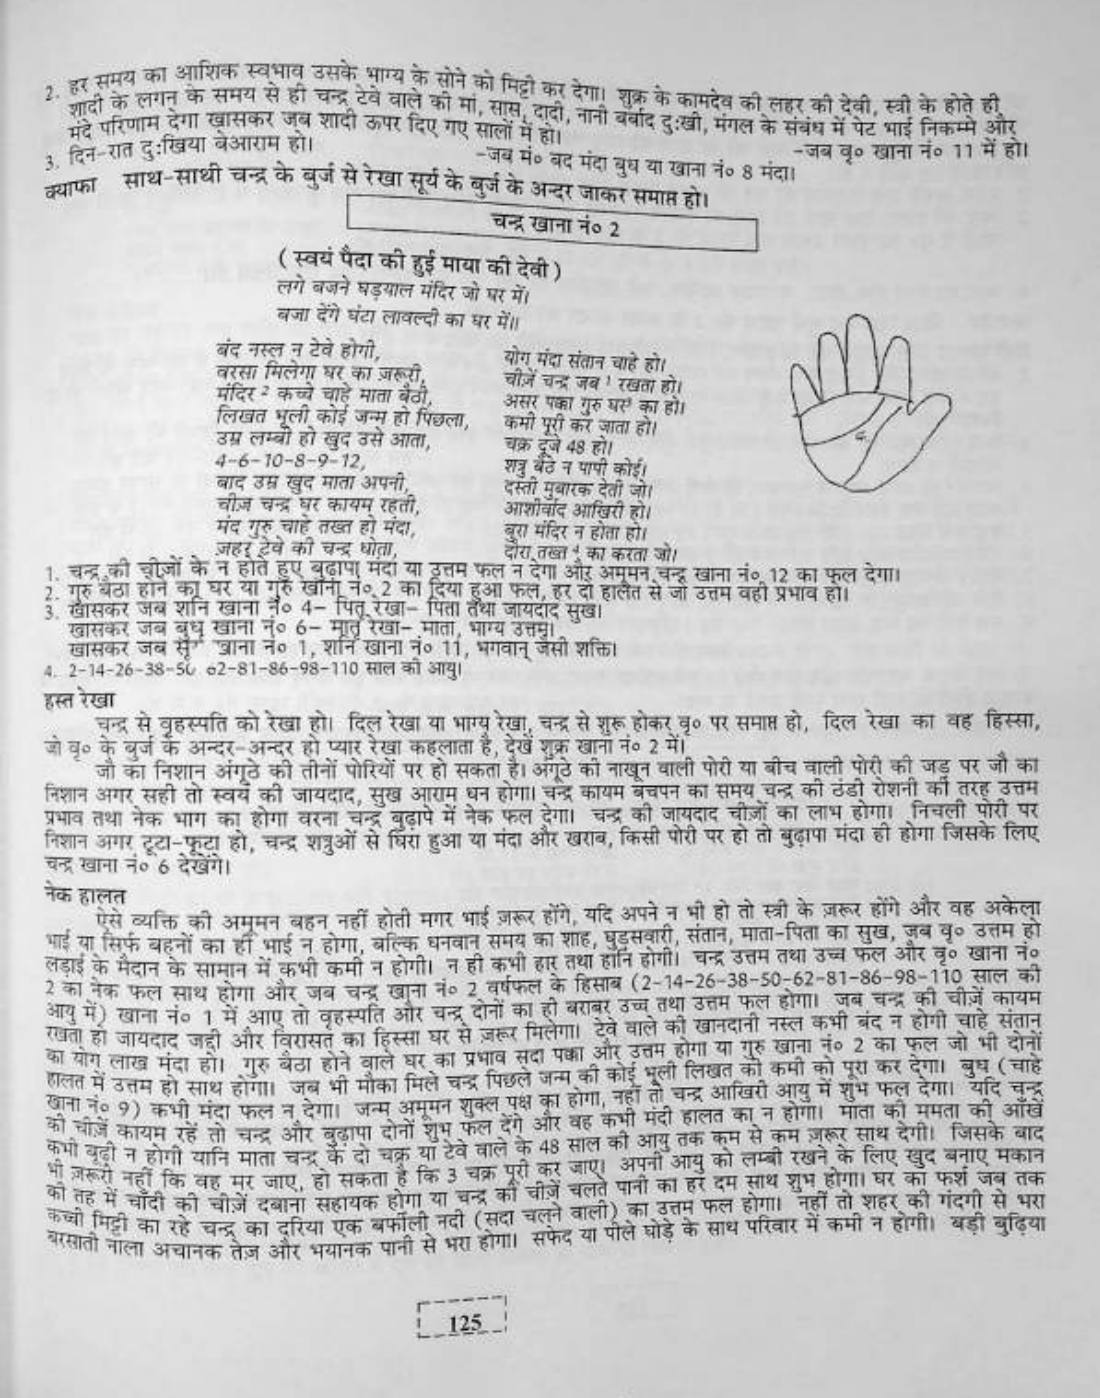 2. हर समय का आशिक स्वभाव उसके भाग्य के सोने को मिट्टी कर देगा। शुक्र के कामदेव की लहर की देवी, स्त्री के होते ही
शादी के लगन के समय से ही चन्द्र टेवे वाले की मां, सास, दादी, नानी बर्बाद दुःखी, मंगल के संबंध में पेट भाई निकम्मे और
मंदे परिणाम देगा खासकर जब शादी ऊपर दिए गए सालों में हो। -जब वृ० खाना नं० 11 में हो।
3. दिन-रात दुःखिया बेआराम हो। -जब मं० बद मंदा बुध या खाना नं० 8 मंदा।
क्याफा साथ-साथी चन्द्र के बुर्ज से रेखा सूर्य के बुर्ज के अन्दर जाकर समाप्त हो।
चन्द्र खाना नं० 2
( स्वयं पैदा की हुई माया की देवी )
लगे बजने घड़याल मंदिर जो घर में।
बजा देंगे घंटा लावल्दी का घर में॥
बंद नस्ल न टेवे होगी, योग मंदा संतान चाहे हो।
वरसा मिलेगा घर का ज़रूरी, चीज़ें चन्द्र जब ¹ रखता हो।
मंदिर ² कच्चे चाहे माता बैठी, असर पक्का गुरु घर³ का हो।
लिखत भूली कोई जन्म हो पिछला, कमी पूरी कर जाता हो।
उम्र लम्बी हो खुद उसे आता, चक्र दूजे 48 हो।
4-6-10-8-9-12, शत्रु बैठे न पापी कोई।
बाद उम्र खुद माता अपनी, दस्ती मुबारक देती जो।
चीज़ चन्द्र घर कायम रहती, आशीर्वाद आखिरी हो।
मंद गुरु चाहे तख्त हो मंदा, बुरा मंदिर न होता हो।
ज़हर टेवे की चन्द्र धोता, दौरा तख्त ⁴ का करता जो।
1. चन्द्र की चीज़ों के न होते हुए बुढ़ापा मंदा या उत्तम फल न देगा और अमूमन चन्द्र खाना नं० 12 का फल देगा।
2. गुरु बैठा होने का घर या गुरु खाना नं० 2 का दिया हुआ फल, हर दो हालत से जो उत्तम वही प्रभाव हो।
3. खासकर जब शनि खाना नं० 4- पितृ रेखा- पिता तथा जायदाद सुख।
खासकर जब बुध खाना नं० 6- मातृ रेखा- माता, भाग्य उत्तम।
खासकर जब खाना नं० 1, शनि खाना नं० 11, भगवान् जैसी शक्ति।
4. 2-14-26-38-50 62-81-86-98-110 साल की आयु।
हस्त रेखा
चन्द्र से वृहस्पति को रेखा हो। दिल रेखा या भाग्य रेखा, चन्द्र से शुरू होकर वृ० पर समाप्त हो, दिल रेखा का वह हिस्सा,
जो वृ० के बुर्ज के अन्दर-अन्दर हो प्यार रेखा कहलाता है, देखें शुक्र खाना नं० 2 में।
जौ का निशान अंगूठे की तीनों पोरियों पर हो सकता है। अंगूठे की नाखून वाली पोरी या बीच वाली पोरी की जड़ पर जौ का
निशान अगर सही तो स्वयं की जायदाद, सुख आराम धन होगा। चन्द्र कायम बचपन का समय चन्द्र की ठंडी रोशनी की तरह उत्तम
प्रभाव तथा नेक भाग का होगा वरना चन्द्र बुढ़ापे में नेक फल देगा। चन्द्र की जायदाद चीज़ों का लाभ होगा। निचली पोरी पर
निशान अगर टूटा-फूटा हो, चन्द्र शत्रुओं से घिरा हुआ या मंदा और खराब, किसी पोरी पर हो तो बुढ़ापा मंदा ही होगा जिसके लिए
चन्द्र खाना नं० 6 देखेंगे।
नेक हालत
ऐसे व्यक्ति की अमूमन बहन नहीं होती मगर भाई ज़रूर होंगे, यदि अपने न भी हो तो स्त्री के ज़रूर होंगे और वह अकेला
भाई या सिर्फ बहनों का ही भाई न होगा, बल्कि धनवान समय का शाह, घुड़सवारी, संतान, माता-पिता का सुख, जब वृ० उत्तम हो
लड़ाई के मैदान के सामान में कभी कमी न होगी। न ही कभी हार तथा हानि होगी। चन्द्र उत्तम तथा उच्च फल और वृ० खाना नं०
2 का नेक फल साथ होगा और जब चन्द्र खाना नं० 2 वर्षफल के हिसाब (2-14-26-38-50-62-81-86-98-110 साल की
आयु में) खाना नं० 1 में आए तो वृहस्पति और चन्द्र दोनों का ही बराबर उच्च तथा उत्तम फल होगा। जब चन्द्र की चीज़ें कायम
रखता हो जायदाद जद्दी और विरासत का हिस्सा घर से ज़रूर मिलेगा। टेवे वाले की खानदानी नस्ल कभी बंद न होगी चाहे संतान
का योग लाख मंदा हो। गुरु बैठा होने वाले घर का प्रभाव सदा पक्का और उत्तम होगा या गुरु खाना नं० 2 का फल जो भी दोनों
हालत में उत्तम हो साथ होगा। जब भी मौका मिले चन्द्र पिछले जन्म की कोई भूली लिखत की कमी को पूरा कर देगा। बुध (चाहे
खाना नं० 9) कभी मंदा फल न देगा। जन्म अमूमन शुक्ल पक्ष का होगा, नहीं तो चन्द्र आखिरी आयु में शुभ फल देगा। यदि चन्द्र
की चीज़ें कायम रहें तो चन्द्र और बुढ़ापा दोनों शुभ फल देंगे और वह कभी मंदी हालत का न होगा। माता की ममता की आँखें
कभी बूढ़ी न होगी यानि माता चन्द्र के दो चक्र या टेवे वाले के 48 साल की आयु तक कम से कम ज़रूर साथ देगी। जिसके बाद
भी ज़रूरी नहीं कि वह मर जाए, हो सकता है कि 3 चक्र पूरी कर जाए। अपनी आयु को लम्बी रखने के लिए खुद बनाए मकान
की तह में चाँदी की चीज़ें दबाना सहायक होगा या चन्द्र की चीज़ें चलते पानी का हर दम साथ शुभ होगा। घर का फर्श जब तक
कच्ची मिट्टी का रहे चन्द्र का दरिया एक बर्फीली नदी (सदा चलने वाली) का उत्तम फल होगा। नहीं तो शहर की गंदगी से भरा
बरसाती नाला अचानक तेज़ और भयानक पानी से भरा होगा। सफेद या पीले घोड़े के साथ परिवार में कमी न होगी। बड़ी बुढ़िया
125